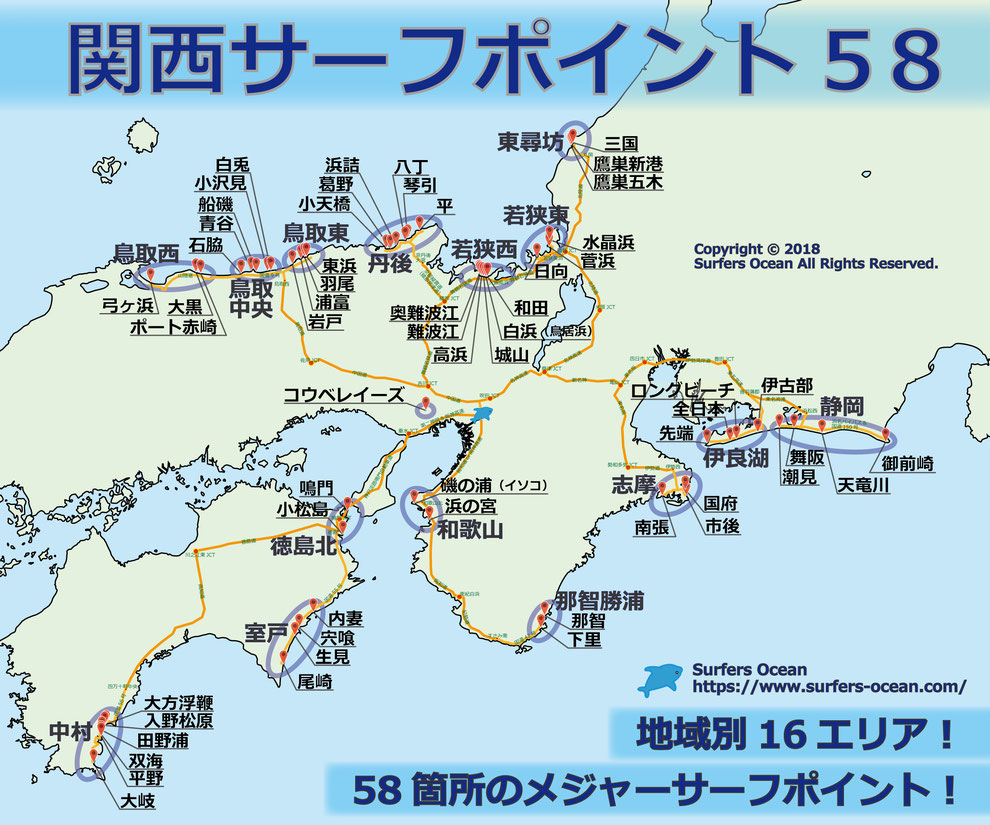 関西サーフポイント58
東尋坊
三国
鷹巣新港
鷹巣五木
白兎
小沢見
船磯
青谷
石脇
鳥取西
鳥取東
浜詰
葛野
小天橋
八丁
琴引
平
丹後
若狭東
若狭西
水晶浜
菅浜
日向
Copyright © 2018
Surfers Ocean All Rights Reserved.
弓ヶ浜
大黒
ポート赤崎
鳥取
中央
東浜
羽尾
浦富
岩戸
奥難波江
難波江
高浜
和田
白浜(鳥居浜)
城山
コウベレイーズ
ロングビーチ
全日本
先端
伊古部
静岡
伊良湖
舞阪
潮見
天竜川
御前崎
志摩
国府
市後
南張
鳴門
小松島
徳島北
磯の浦(イソコ)
浜の宮
和歌山
那智勝浦
那智
下里
室戸
内妻
穴喰
生見
尾崎
中村
大方浮鞭
入野松原
田野浦
双海
平野
大岐
Surfers Ocean
https://www.surfers-ocean.com/
地域別16エリア!
58箇所のメジャーサーフポイント!